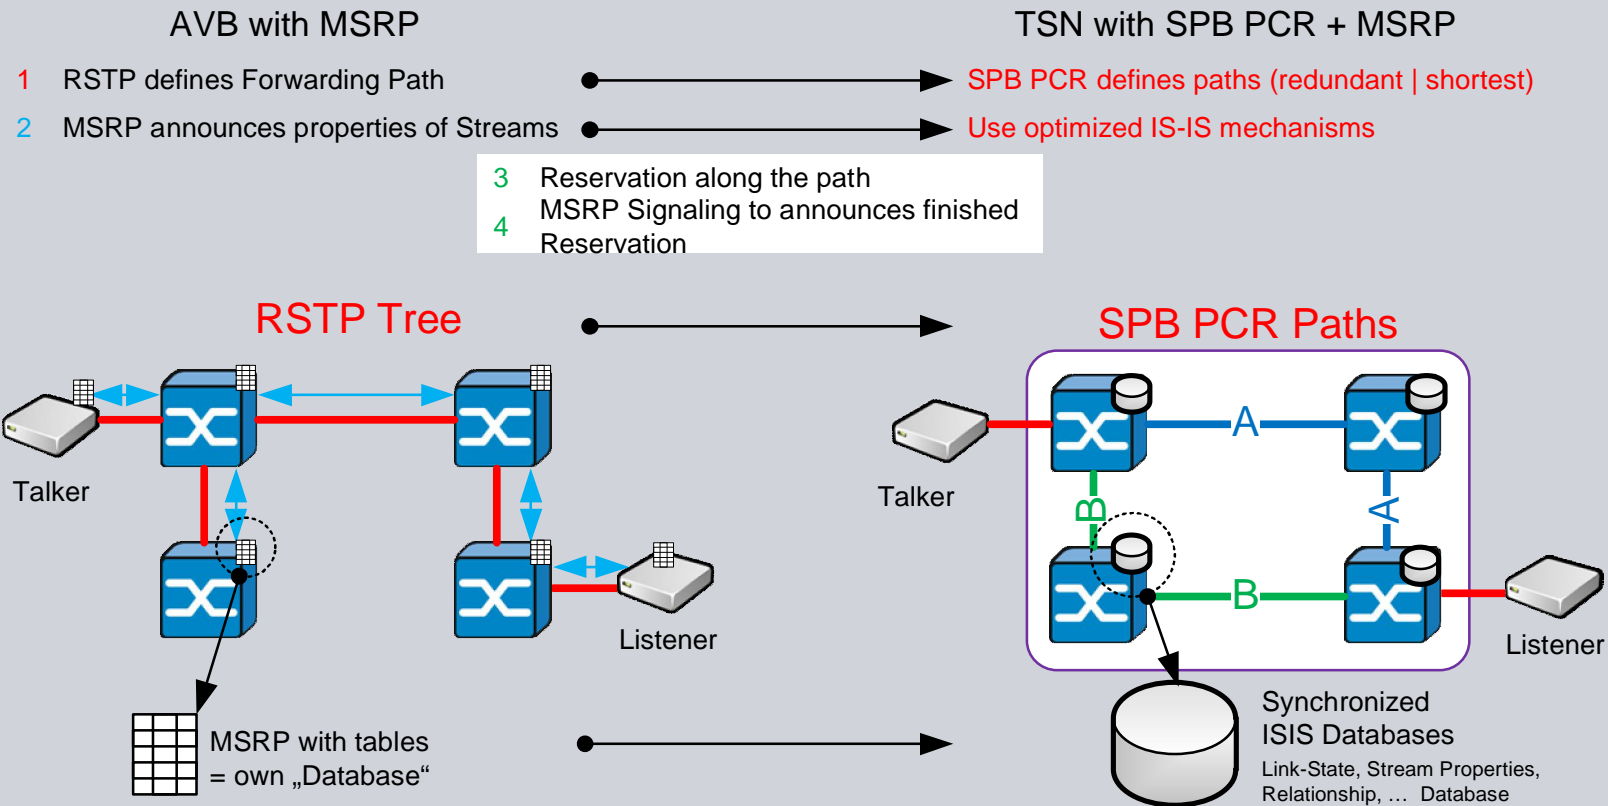 AVB with MSRP
TSN with SPB PCR + MSRP
1 RSTP defines Forwarding Path
SPB PCR defines paths (redundant | shortest)
2 MSRP announces properties of Streams
Use optimized IS-IS mechanisms
3 Reservation along the path
4 MSRP Signaling to announces finished
Reservation
RSTP Tree
SPB PCR Paths
Talker
Listener
Talker
A
A
B
B
Listener
MSRP with tables
= own „Database“
Synchronized
ISIS Databases
Link-State, Stream Properties,
Relationship, … Database